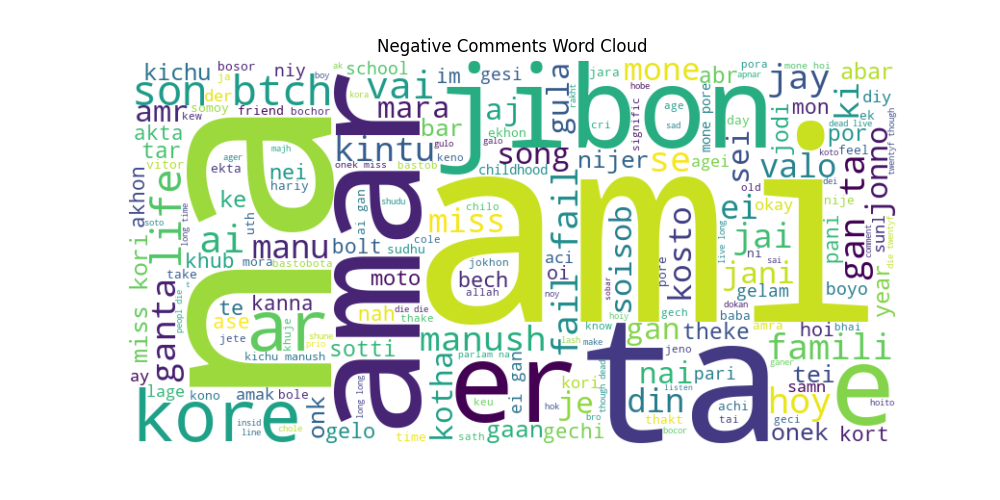 Negative Comments Word Cloud
kichu bosor niy ak school im gesi gula jara mone abr pora mone hoi jay abar
ja boy vai kora hobe apnar
son btch der jibon rakht signific age mon ki diy
amr somoy friend bochor mara aj cri mone pore day jodi ek dead live
kew bar ekhon sad sei por
akta na amar kintu gulo galo song nijer se agei valo koto feel jonno twentyf though
tar majh keno
vitor ager nei onek miss bastob childhood old dei
akhon life ekta hariy ami fail fail okay nije
ke shudu miss chilo soisob kosto ei gan ta
soto long time ai uth ai gan cole live long jai pani suni comment
kori khub manu bolt sudhu aci ni
mora bastobota jokhon oi pore sai year
take moto bech jani boyo
t te kanna allah noy sobar gelam die twentyf
peopl die ase khuje die die hoiy gech dokan
miss ganta ar nah thake know gan baba amra hoi bhai
jete shune manush lash make theke famili
kichu manush prio sotti parlam na jeno ganer
ay kotha er ta nai pari tei
lage kono amak bole ei gan kori listen samn e
kore insid onk long long keu je din achi hoy hoito
line chole gelo time hok bro though dead thakt tai geci
sath gaan gechi bocor onek kort